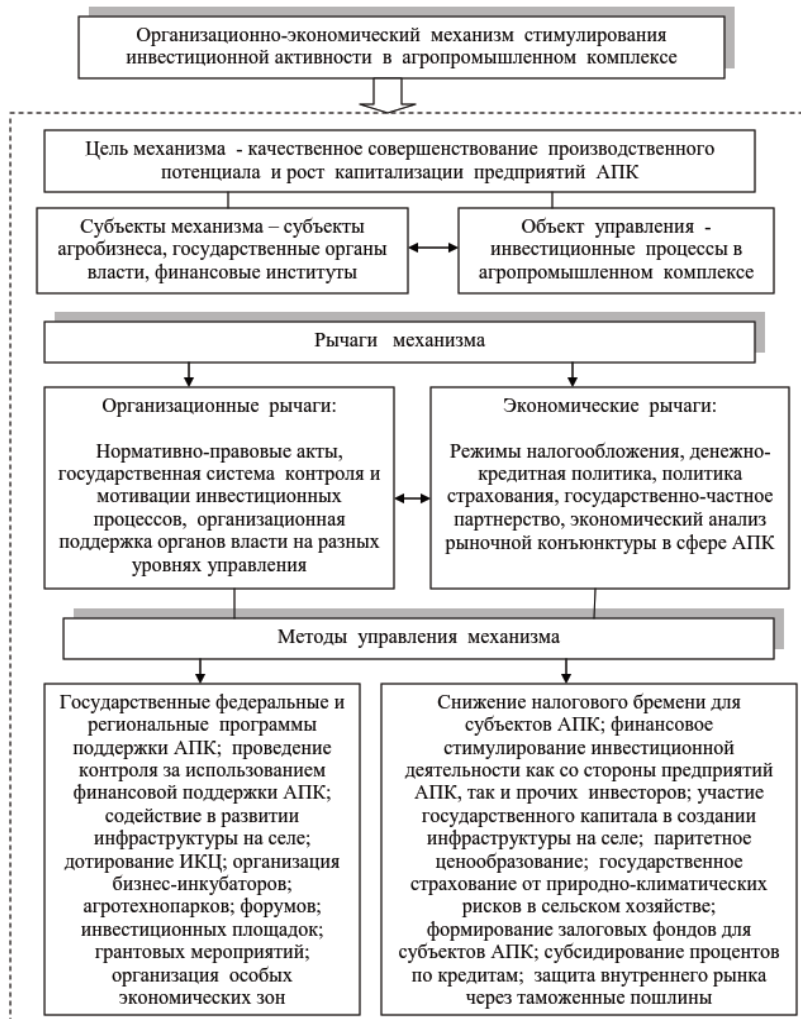 Организационно-экономический механизм стимулирования
инвестиционной активности в агропромышленном комплексе
Цель механизма - качественное совершенствование производственного
потенциала и рост капитализации предприятий АПК
Субъекты механизма – субъекты
агробизнеса, государственные органы
власти, финансовые институты
Объект управления -
инвестиционные процессы в
агропромышленном комплексе
Рычаги механизма
Организационные рычаги:
Нормативно-правовые акты,
государственная система контроля и
мотивации инвестиционных
процессов, организационная
поддержка органов власти на разных
уровнях управления
Экономические рычаги:
Режимы налогообложения, денежно-
кредитная политика, политика
страхования, государственно-частное
партнерство, экономический анализ
рыночной конъюнктуры в сфере АПК
Методы управления механизма
Государственные федеральные и
региональные программы
поддержки АПК; проведение
контроля за использованием
финансовой поддержки АПК;
содействие в развитии
инфраструктуры на селе;
дотирование ИКЦ; организация
бизнес-инкубаторов;
агротехнопарков; форумов;
инвестиционных площадок;
грантовых мероприятий;
организация особых
экономических зон
Снижение налогового бремени для
субъектов АПК; финансовое
стимулирование инвестиционной
деятельности как со стороны предприятий
АПК, так и прочих инвесторов; участие
государственного капитала в создании
инфраструктуры на селе; паритетное
ценообразование; государственное
страхование от природно-климатических
рисков в сельском хозяйстве;
формирование залоговых фондов для
субъектов АПК; субсидирование процентов
по кредитам; защита внутреннего рынка
через таможенные пошлины